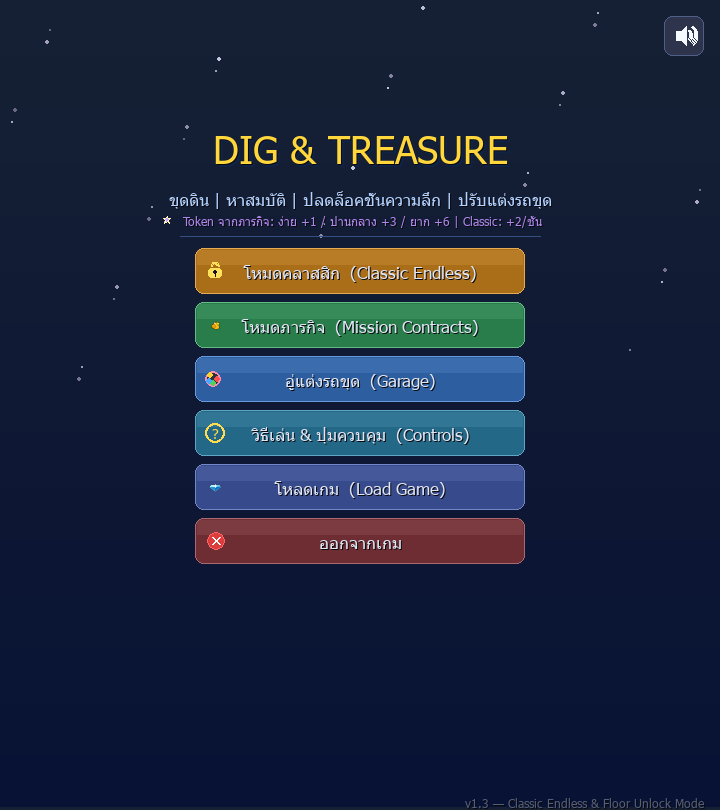 DIG & TREASURE
ขุดดิน | หาสมบัติ | ปลดล็อคชั้นความลึก | ปรับแต่งรถขุด
Token จากภารกิจ: ง่าย +1 / ปานกลาง +3 / ยาก +6 | Classic: +2/ชั้น
โหมดคลาสสิก (Classic Endless)
โหมดภารกิจ (Mission Contracts)
อู่แต่งรถขุด (Garage)
วิธีเล่น & ปุ่มควบคุม (Controls)
โหลดเกม (Load Game)
ออกจากเกม
v1.3 — Classic Endless & Floor Unlock Mode